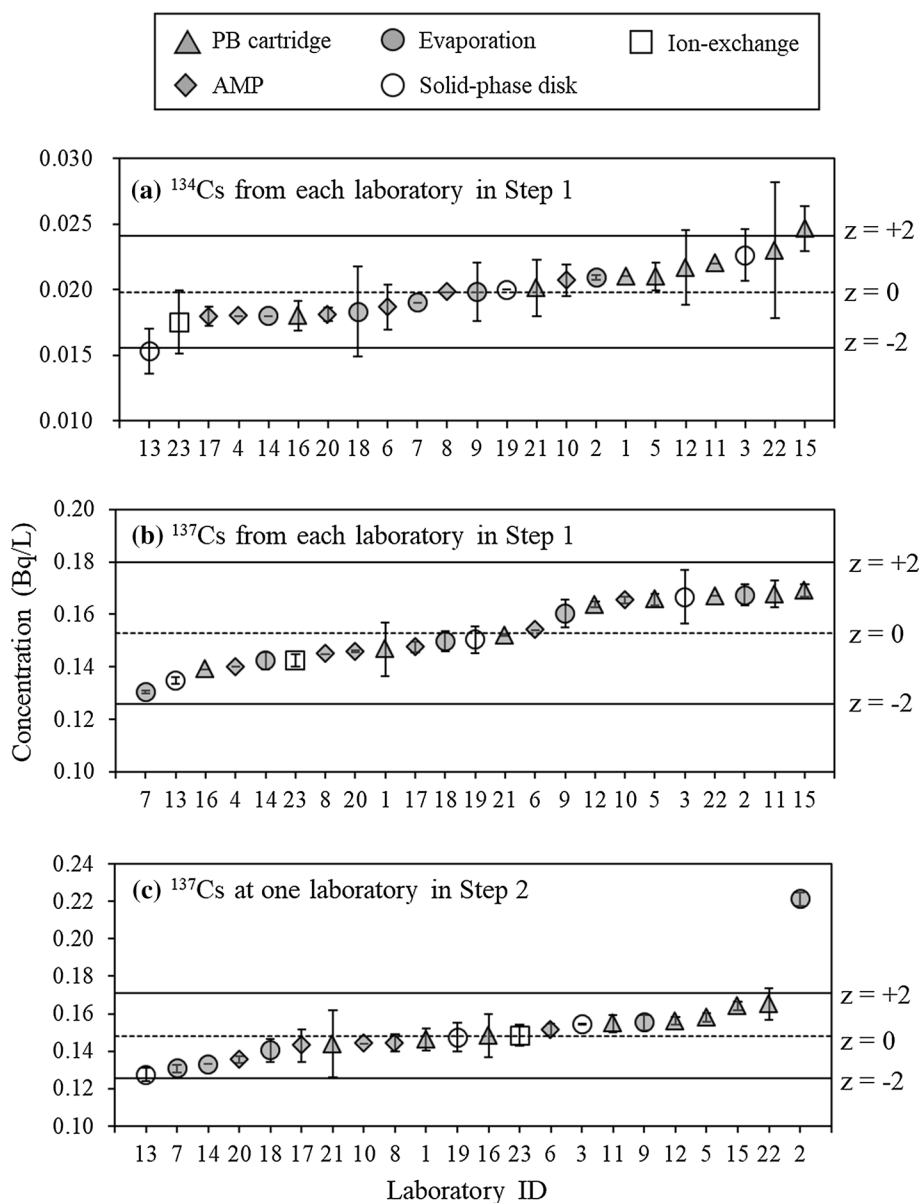 PB cartridge Evaporation Ion-exchange
AMP Solid-phase disk
0.030
(a) ¹³⁴Cs from each laboratory in Step 1
0.025
z = +2
0.020
z = 0
0.015
z = -2
0.010
13 23 17 4 14 16 20 18 6 7 8 9 19 21 10 2 1 5 12 11 3 22 15
Concentration (Bq/L)
0.20
(b) ¹³⁷Cs from each laboratory in Step 1
0.18
z = +2
0.16
z = 0
0.14
0.12
z = -2
0.10
7 13 16 4 14 23 8 20 1 17 18 19 21 6 9 12 10 5 3 22 2 11 15
0.24
(c) ¹³⁷Cs at one laboratory in Step 2
0.22
0.20
0.18
z = +2
0.16
z = 0
0.14
z = -2
0.12
0.10
13 7 14 20 18 17 21 10 8 1 19 16 23 6 3 11 9 12 5 15 22 2
Laboratory ID